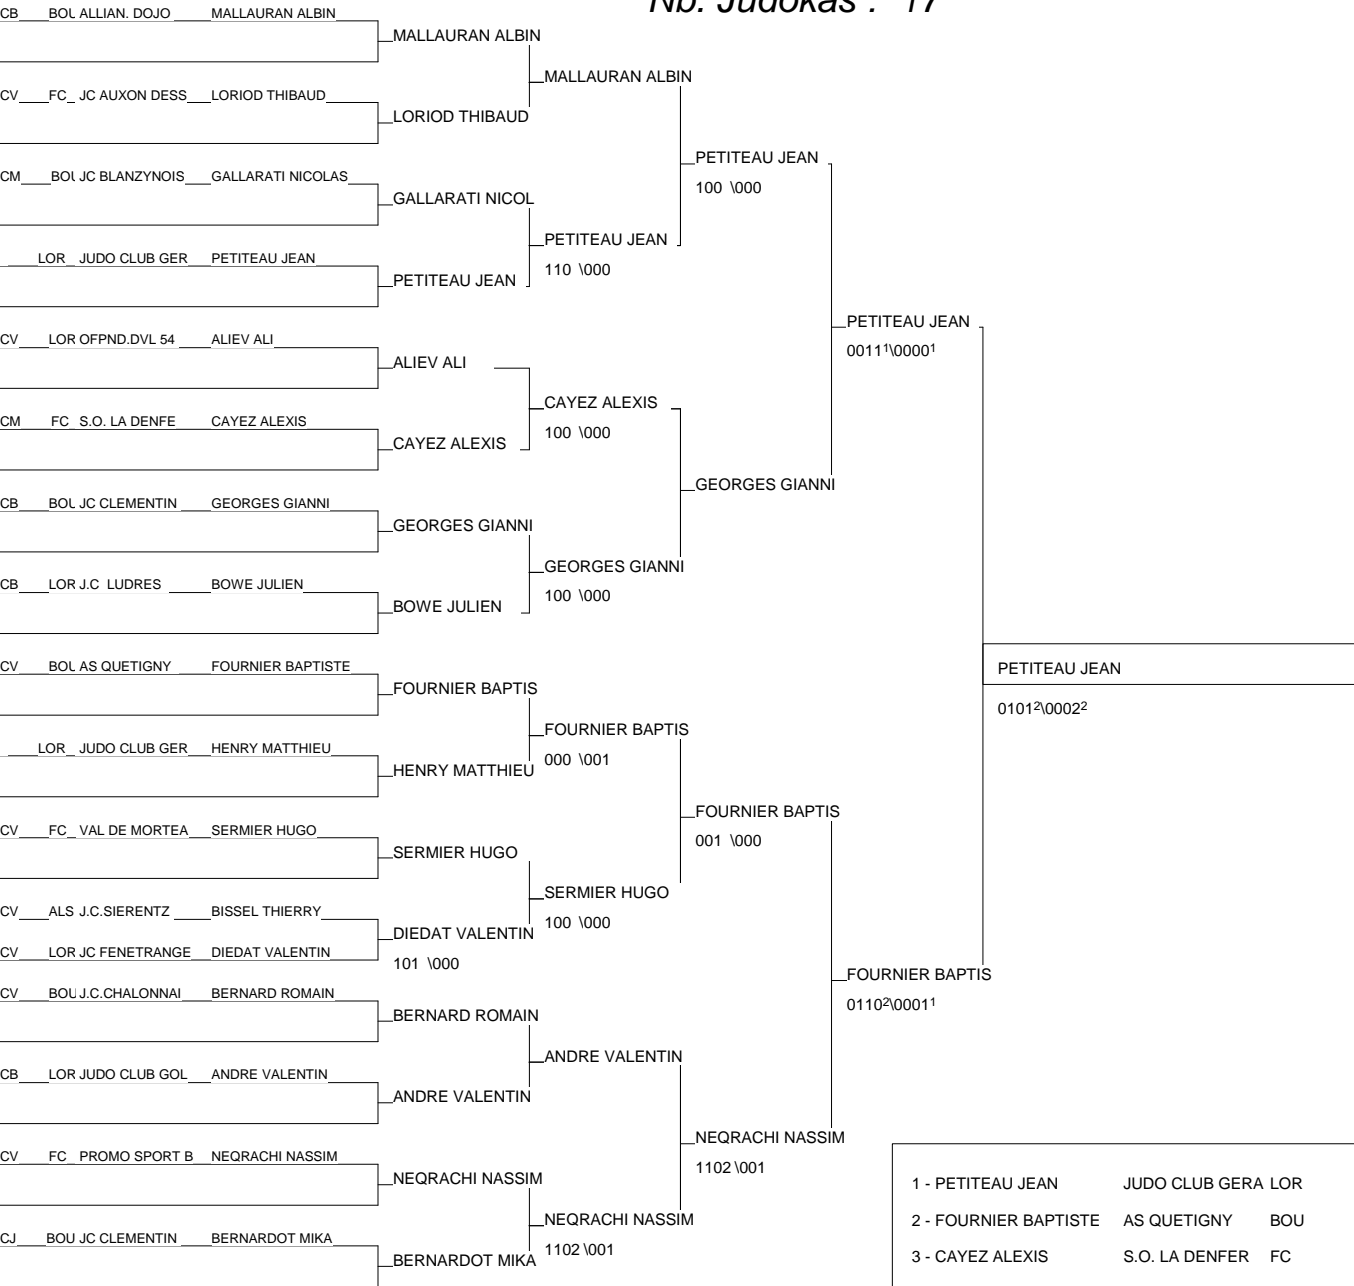 Nb. Judokas : 17
CB BOU ALLIAN. DOJO MALLAURAN ALBIN
MALLAURAN ALBIN
MALLAURAN ALBIN
CV FC JC AUXON DESS LORIOD THIBAUD
LORIOD THIBAUD
PETITEAU JEAN
100 \000
CM BOU JC BLANZYNOIS GALLARATI NICOLAS
GALLARATI NICOL
PETITEAU JEAN
110 \000
LOR JUDO CLUB GER PETITEAU JEAN
PETITEAU JEAN
PETITEAU JEAN
0011¹\0000¹
CV LOR OFPND.DVL 54 ALIEV ALI
ALIEV ALI
CAYEZ ALEXIS
100 \000
CM FC S.O. LA DENFE CAYEZ ALEXIS
CAYEZ ALEXIS
GEORGES GIANNI
CB BOU JC CLEMENTIN GEORGES GIANNI
GEORGES GIANNI
GEORGES GIANNI
100 \000
CB LOR J.C LUDRES BOWE JULIEN
BOWE JULIEN
PETITEAU JEAN
0101²\0002²
CV BOU AS QUETIGNY FOURNIER BAPTISTE
FOURNIER BAPTIS
FOURNIER BAPTIS
000 \001
LOR JUDO CLUB GER HENRY MATTHIEU
HENRY MATTHIEU
FOURNIER BAPTIS
001 \000
CV FC VAL DE MORTEA SERMIER HUGO
SERMIER HUGO
SERMIER HUGO
100 \000
CV ALS J.C.SIERENTZ BISSEL THIERRY
DIEDAT VALENTIN
101 \000
CV LOR JC FENETRANGE DIEDAT VALENTIN
FOURNIER BAPTIS
0110²\0001¹
CV BOU J.C.CHALONNAI BERNARD ROMAIN
BERNARD ROMAIN
ANDRE VALENTIN
CB LOR JUDO CLUB GOL ANDRE VALENTIN
ANDRE VALENTIN
NEQRACHI NASSIM
1102 \001
CV FC PROMO SPORT B NEQRACHI NASSIM
NEQRACHI NASSIM
NEQRACHI NASSIM
1102 \001
CJ BOU JC CLEMENTIN BERNARDOT MIKA
BERNARDOT MIKA
1 - PETITEAU JEAN JUDO CLUB GERA LOR
2 - FOURNIER BAPTISTE AS QUETIGNY BOU
3 - CAYEZ ALEXIS S.O. LA DENFER FC